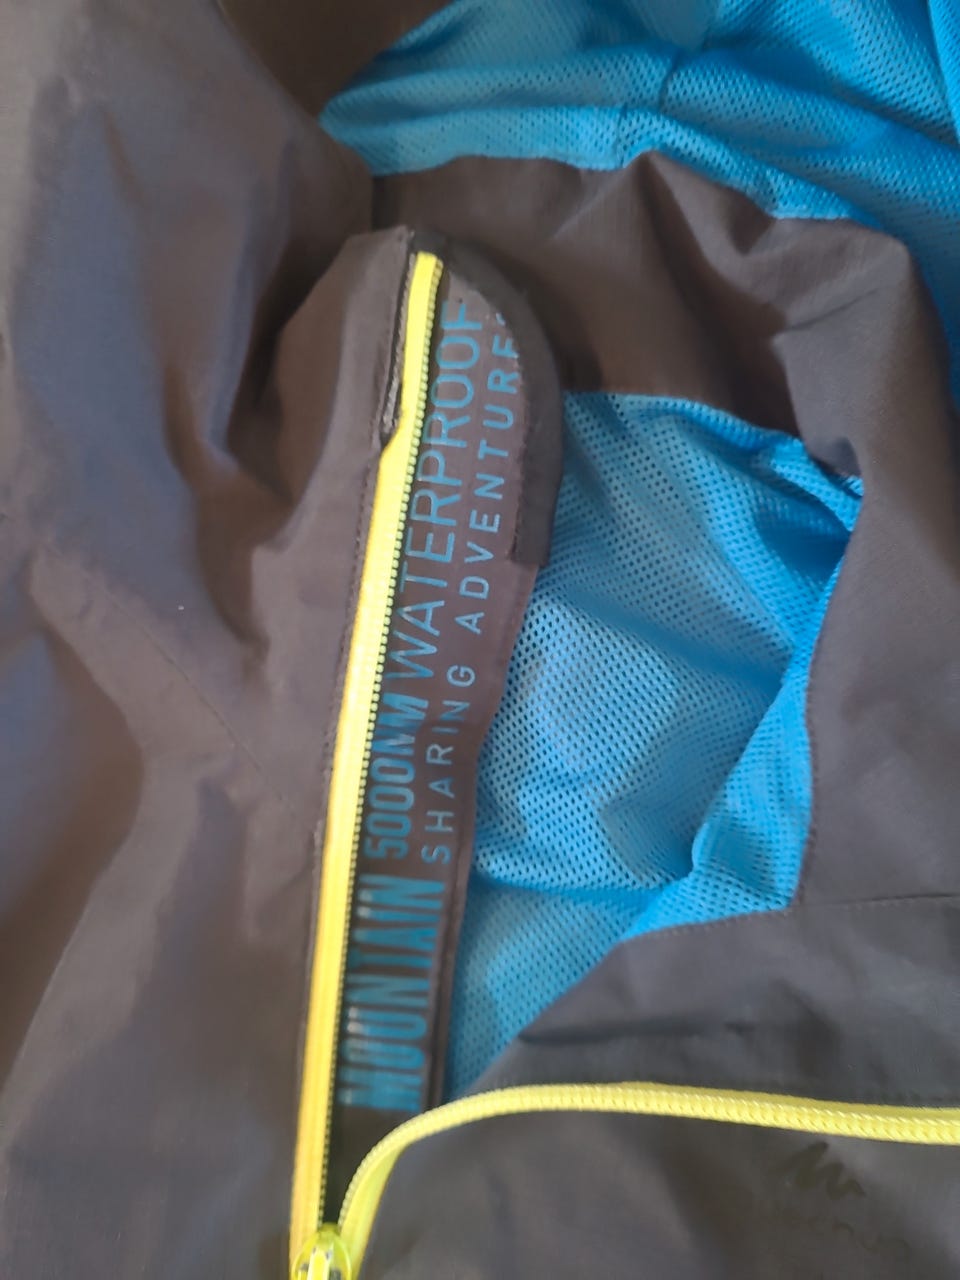 MOUNTAIN 5000MM WATERPROOF
SHARING ADVENTURES